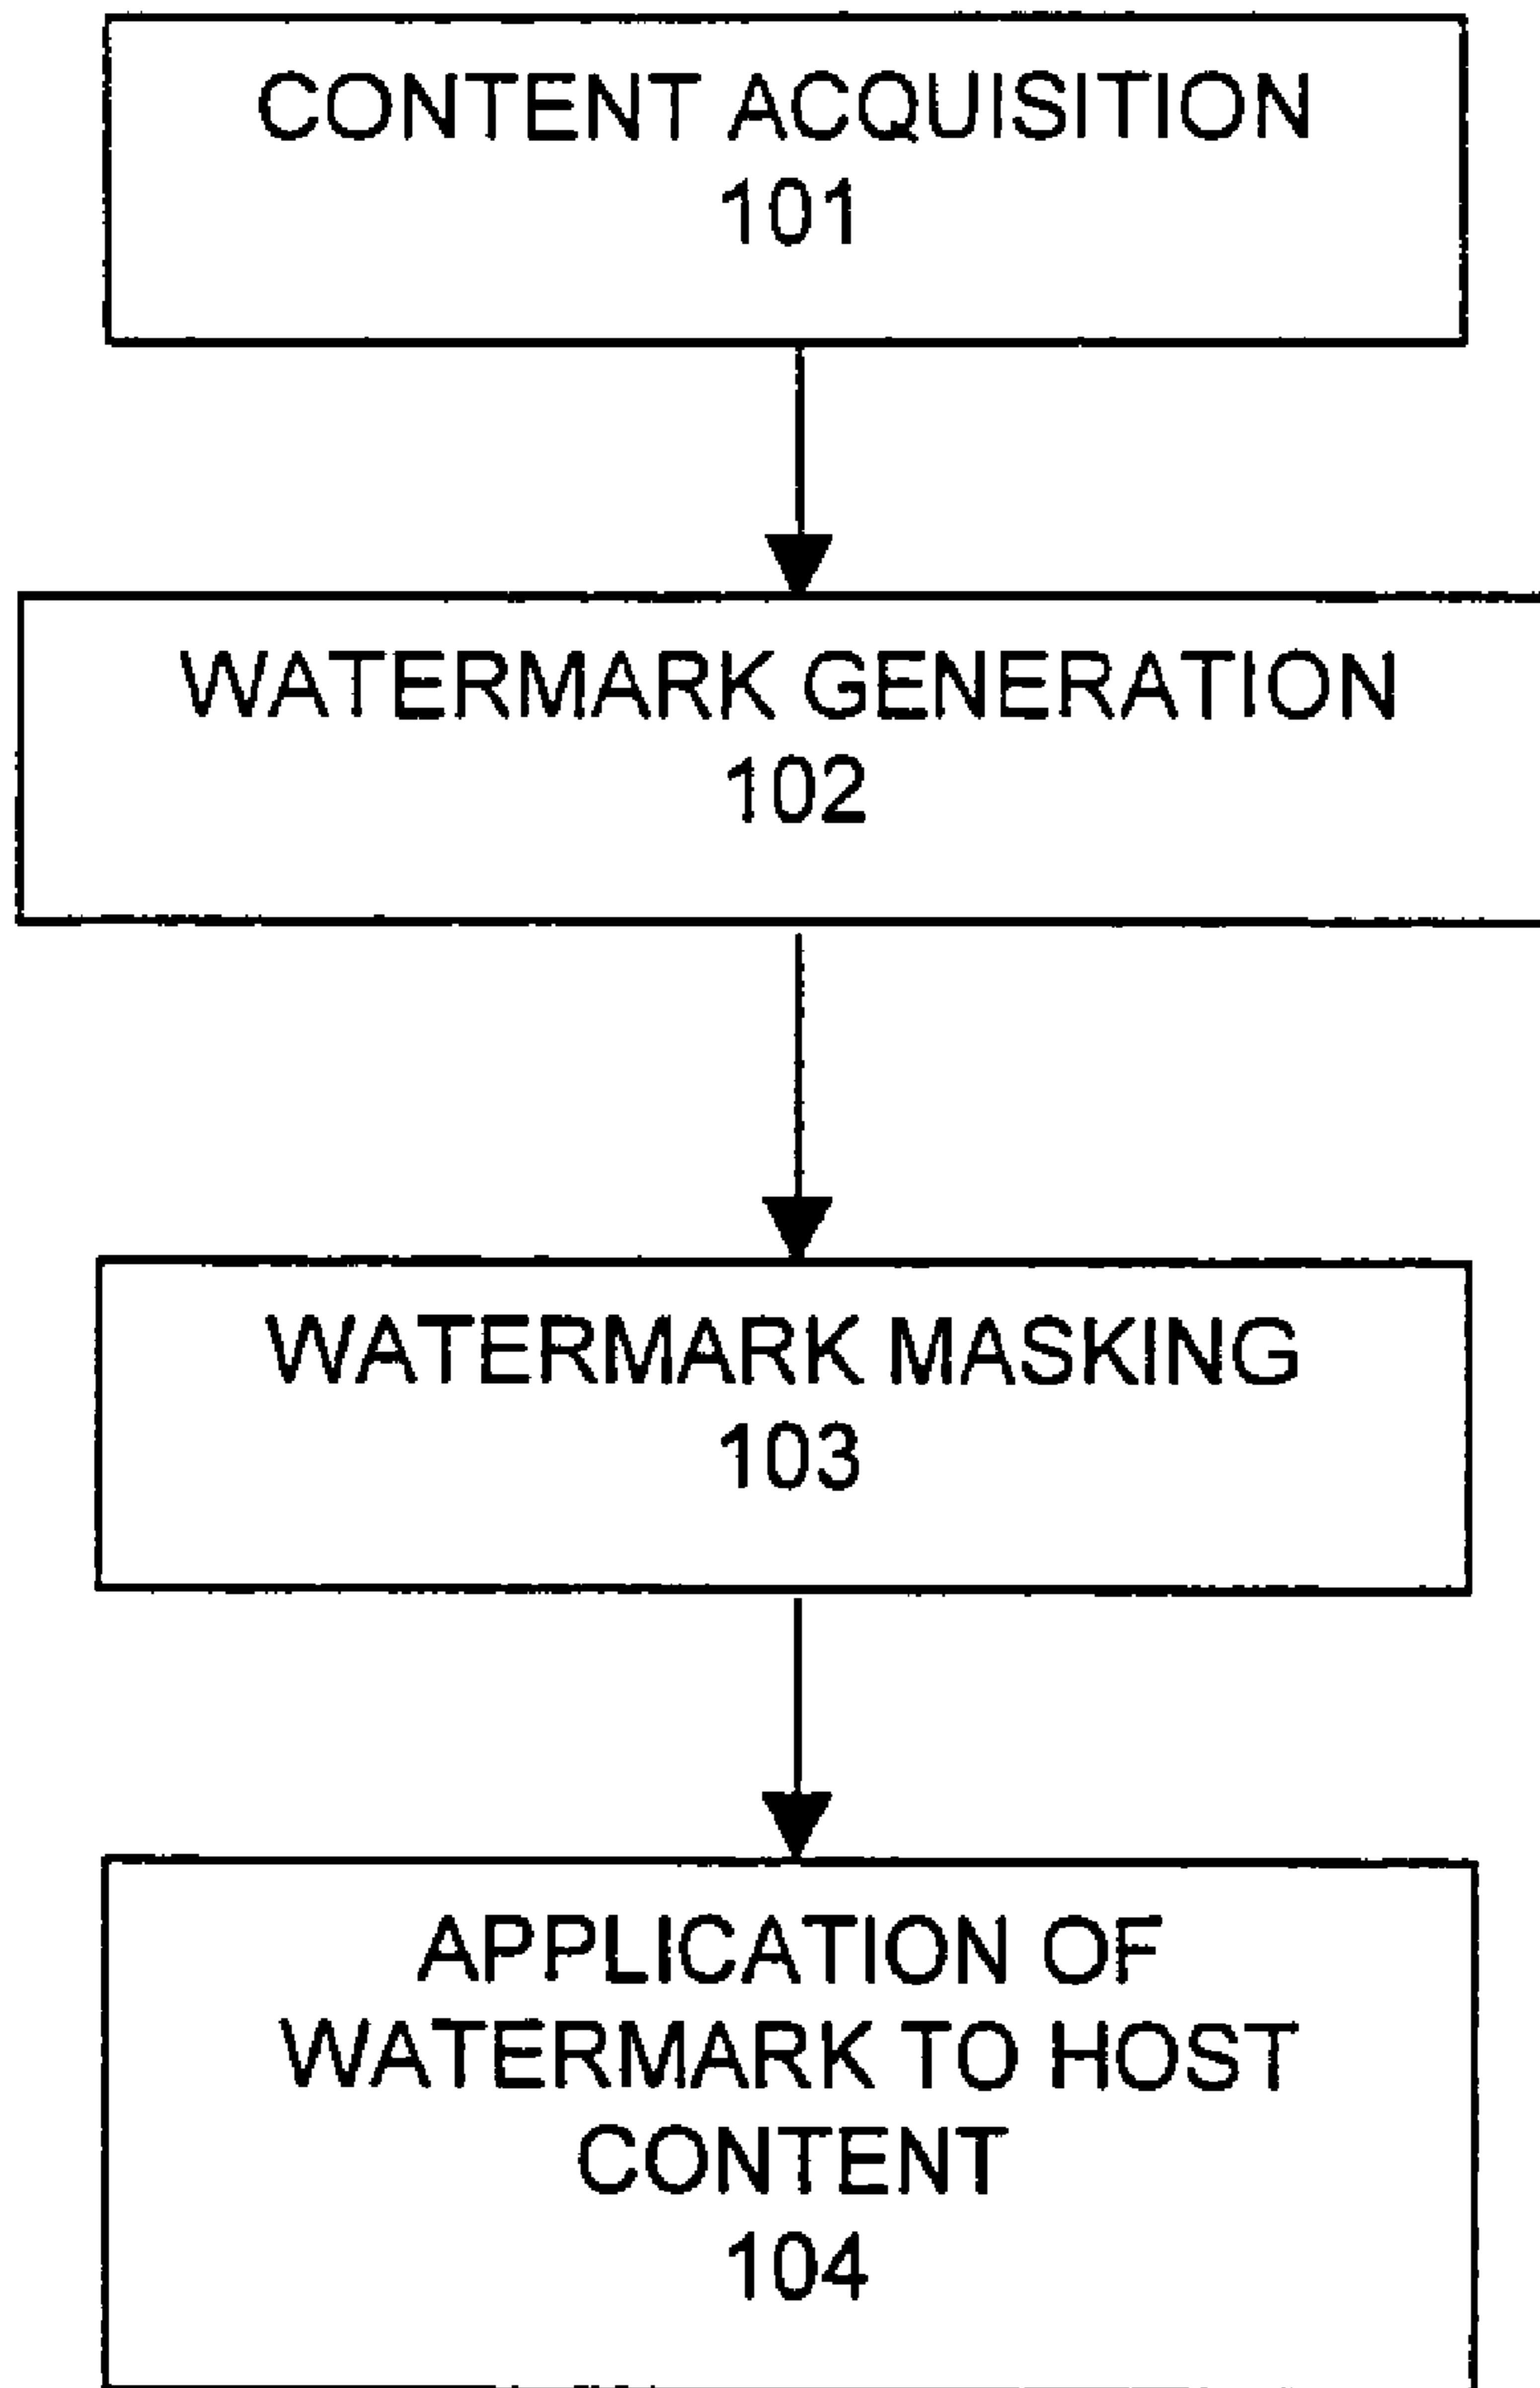 CONTENT ACQUISITION
101
WATERMARK GENERATION
102
WATERMARK MASKING
103
APPLICATION OF
WATERMARK TO HOST
CONTENT
104